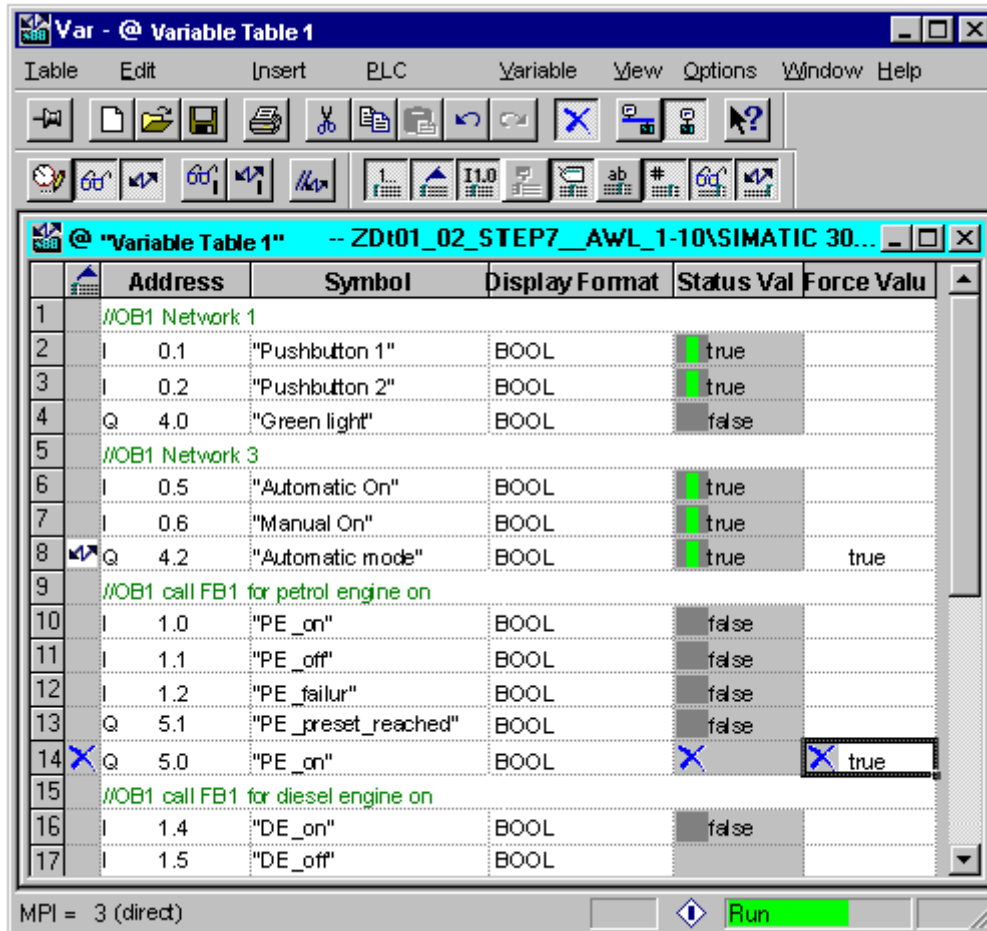 Var - @ Variable Table 1
Table Edit Insert PLC Variable View Options Window Help
1... I1.0 ab #
@ "Variable Table 1" -- ZDt01_02_STEP7__AWL_1-10\SIMATIC 30...
Address Symbol Display Format Status Val Force Valu
1 //OB1 Network 1
2 I 0.1 "Pushbutton 1" BOOL true
3 I 0.2 "Pushbutton 2" BOOL true
4 Q 4.0 "Green light" BOOL false
5 //OB1 Network 3
6 I 0.5 "Automatic On" BOOL true
7 I 0.6 "Manual On" BOOL true
8 Q 4.2 "Automatic mode" BOOL true true
9 //OB1 call FB1 for petrol engine on
10 I 1.0 "PE_on" BOOL false
11 I 1.1 "PE_off" BOOL false
12 I 1.2 "PE_failur" BOOL false
13 Q 5.1 "PE_preset_reached" BOOL false
14 Q 5.0 "PE_on" BOOL true
15 //OB1 call FB1 for diesel engine on
16 I 1.4 "DE_on" BOOL false
17 I 1.5 "DE_off" BOOL
MPI = 3 (direct) Run